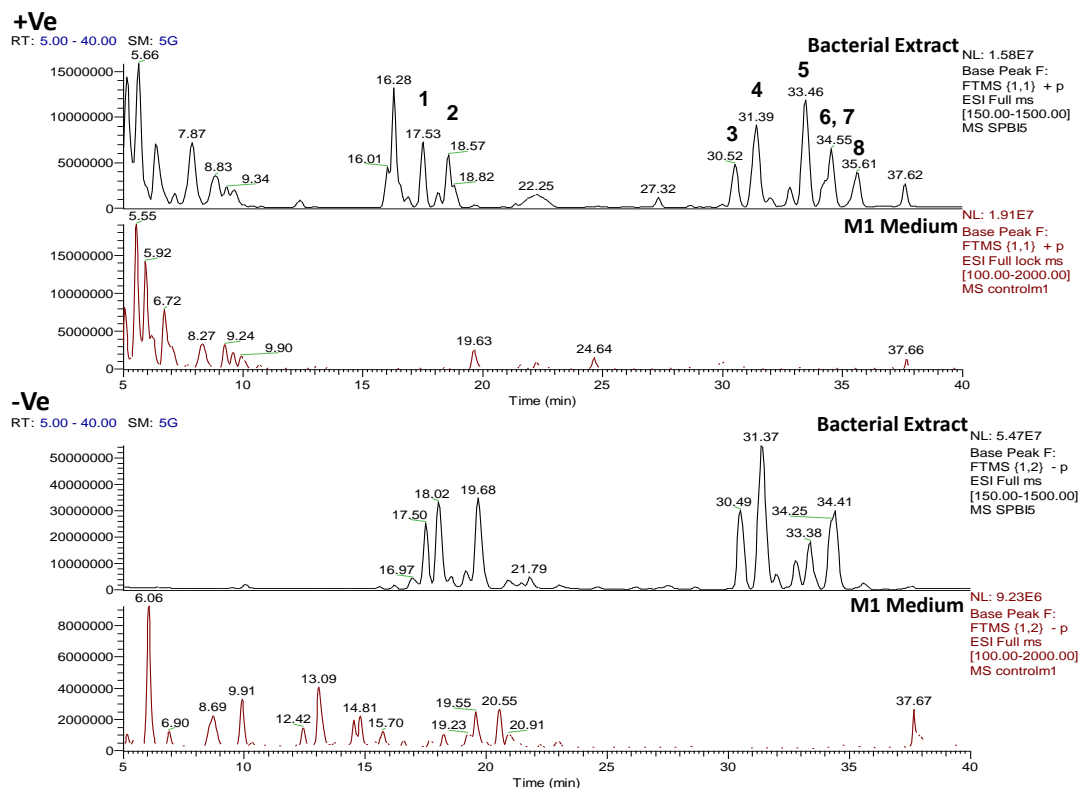 +Ve
RT: 5.00 - 40.00 SM: 5G
Bacterial Extract
NL: 1.58E7
Base Peak F:
FTMS {1,1} + p
ESI Full ms
[150.00-1500.00]
MS SPBI5
15000000
10000000
5000000
0
5.66
7.87
8.83
9.34
16.01
16.28
1
17.53
2
18.57
18.82
22.25
27.32
3
30.52
4
31.39
5
33.46
6, 7
34.55
8
35.61
37.62
M1 Medium
NL: 1.91E7
Base Peak F:
FTMS {1,1} + p
ESI Full lock ms
[100.00-2000.00]
MS controlm1
15000000
10000000
5000000
0
5.55
5.92
6.72
8.27
9.24
9.90
19.63
24.64
37.66
5 10 15 20 25 30 35 40
Time (min)
-Ve
RT: 5.00 - 40.00 SM: 5G
Bacterial Extract
NL: 5.47E7
Base Peak F:
FTMS {1,2} - p
ESI Full ms
[150.00-1500.00]
MS SPBI5
50000000
40000000
30000000
20000000
10000000
0
16.97
17.50
18.02
19.68
21.79
30.49
31.37
33.38
34.25
34.41
M1 Medium
NL: 9.23E6
Base Peak F:
FTMS {1,2} - p
ESI Full ms
[100.00-2000.00]
MS controlm1
8000000
6000000
4000000
2000000
0
6.06
6.90
8.69
9.91
12.42
13.09
14.81
15.70
19.23
19.55
20.55
20.91
37.67
5 10 15 20 25 30 35 40
Time (min)